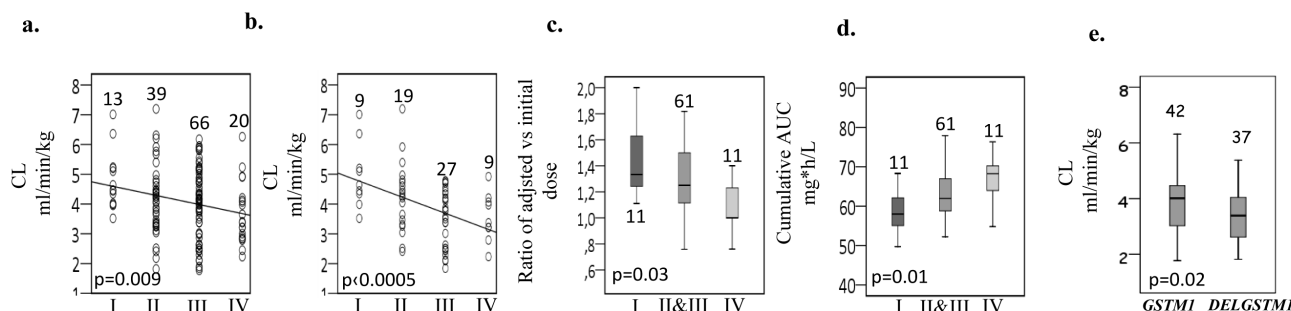 a.
CL
ml/min/kg
8
7
6
5
4
3
2
1
13
39
66
20
p=0.009
I II III IV
b.
CL
ml/min/kg
8
7
6
5
4
3
2
1
9
19
27
9
p<0.0005
I II III IV
c.
Ratio of adjsted vs initial
dose
2,0
1,8
1,6
1,4
1,2
1,0
,8
,6
61
11
11
p=0.03
I II&III IV
d.
Cumulative AUC
mg*h/L
90
80
70
60
50
40
61
11
11
p=0.01
I II&III IV
e.
CL
ml/min/kg
8
6
4
2
42
37
p=0.02
GSTM1 DELGSTM1